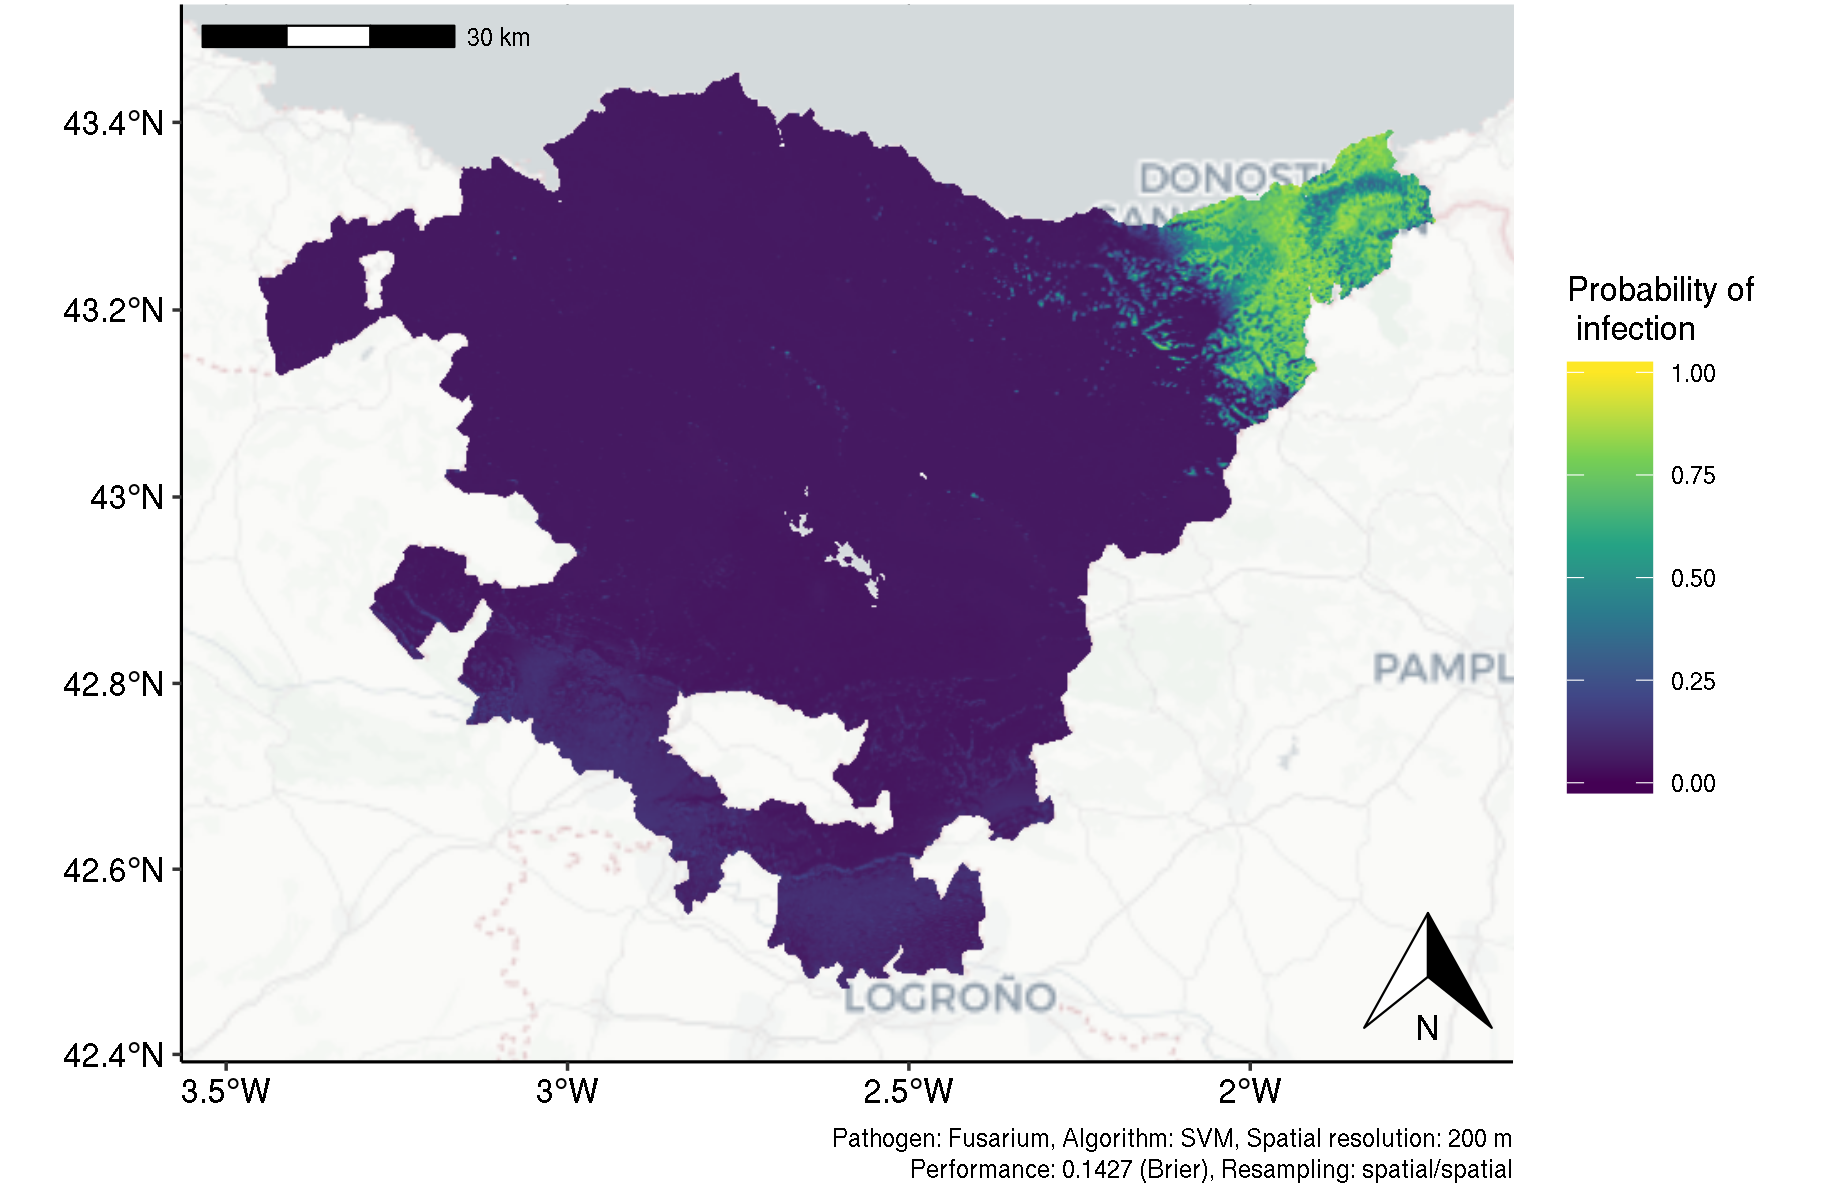 30 km
43.4°N
43.2°N
43°N
42.8°N
42.6°N
42.4°N
3.5°W
3°W
2.5°W
2°W
DONOSTI
SAN
PAMPL
LOGROÑO
N
Probability of
infection
1.00
0.75
0.50
0.25
0.00
Pathogen: Fusarium, Algorithm: SVM, Spatial resolution: 200 m
Performance: 0.1427 (Brier), Resampling: spatial/spatial